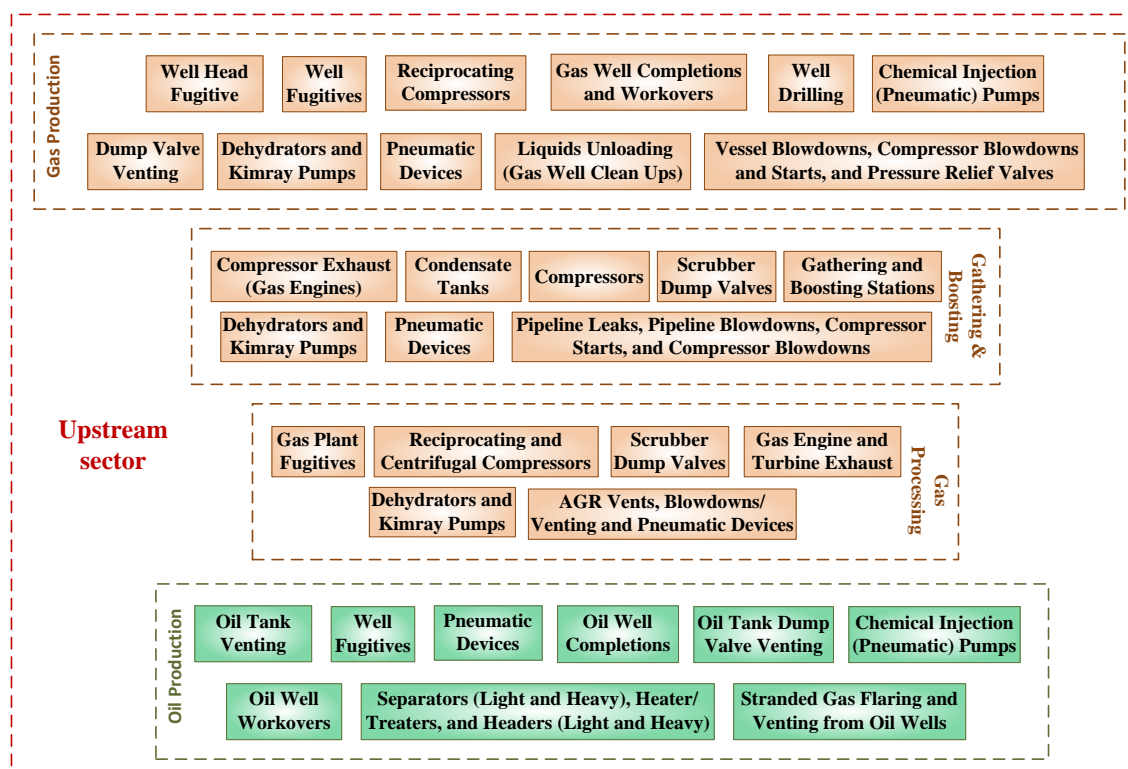 Gas Production
Well Head
Fugitive
Well
Fugitives
Reciprocating
Compressors
Gas Well Completions
and Workovers
Well
Drilling
Chemical Injection
(Pneumatic) Pumps
Dump Valve
Venting
Dehydrators and
Kimray Pumps
Pneumatic
Devices
Liquids Unloading
(Gas Well Clean Ups)
Vessel Blowdowns, Compressor Blowdowns
and Starts, and Pressure Relief Valves
Compressor Exhaust
(Gas Engines)
Condensate
Tanks
Compressors
Scrubber
Dump Valves
Gathering and
Boosting Stations
Dehydrators and
Kimray Pumps
Pneumatic
Devices
Pipeline Leaks, Pipeline Blowdowns, Compressor
Starts, and Compressor Blowdowns
Gathering &
Boosting
Upstream
sector
Gas Plant
Fugitives
Reciprocating and
Centrifugal Compressors
Scrubber
Dump Valves
Gas Engine and
Turbine Exhaust
Dehydrators and
Kimray Pumps
AGR Vents, Blowdowns/
Venting and Pneumatic Devices
Gas
Processing
Oil Production
Oil Tank
Venting
Well
Fugitives
Pneumatic
Devices
Oil Well
Completions
Oil Tank Dump
Valve Venting
Chemical Injection
(Pneumatic) Pumps
Oil Well
Workovers
Separators (Light and Heavy), Heater/
Treaters, and Headers (Light and Heavy)
Stranded Gas Flaring and
Venting from Oil Wells